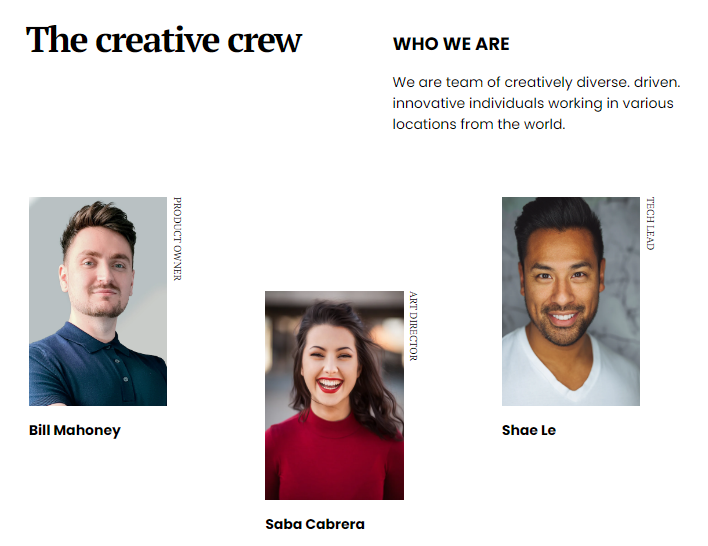 The creative crew
WHO WE ARE
We are team of creatively diverse. driven.
innovative individuals working in various
locations from the world.
PRODUCT OWNER
Bill Mahoney
ART DIRECTOR
Saba Cabrera
TECH LEAD
Shae Le